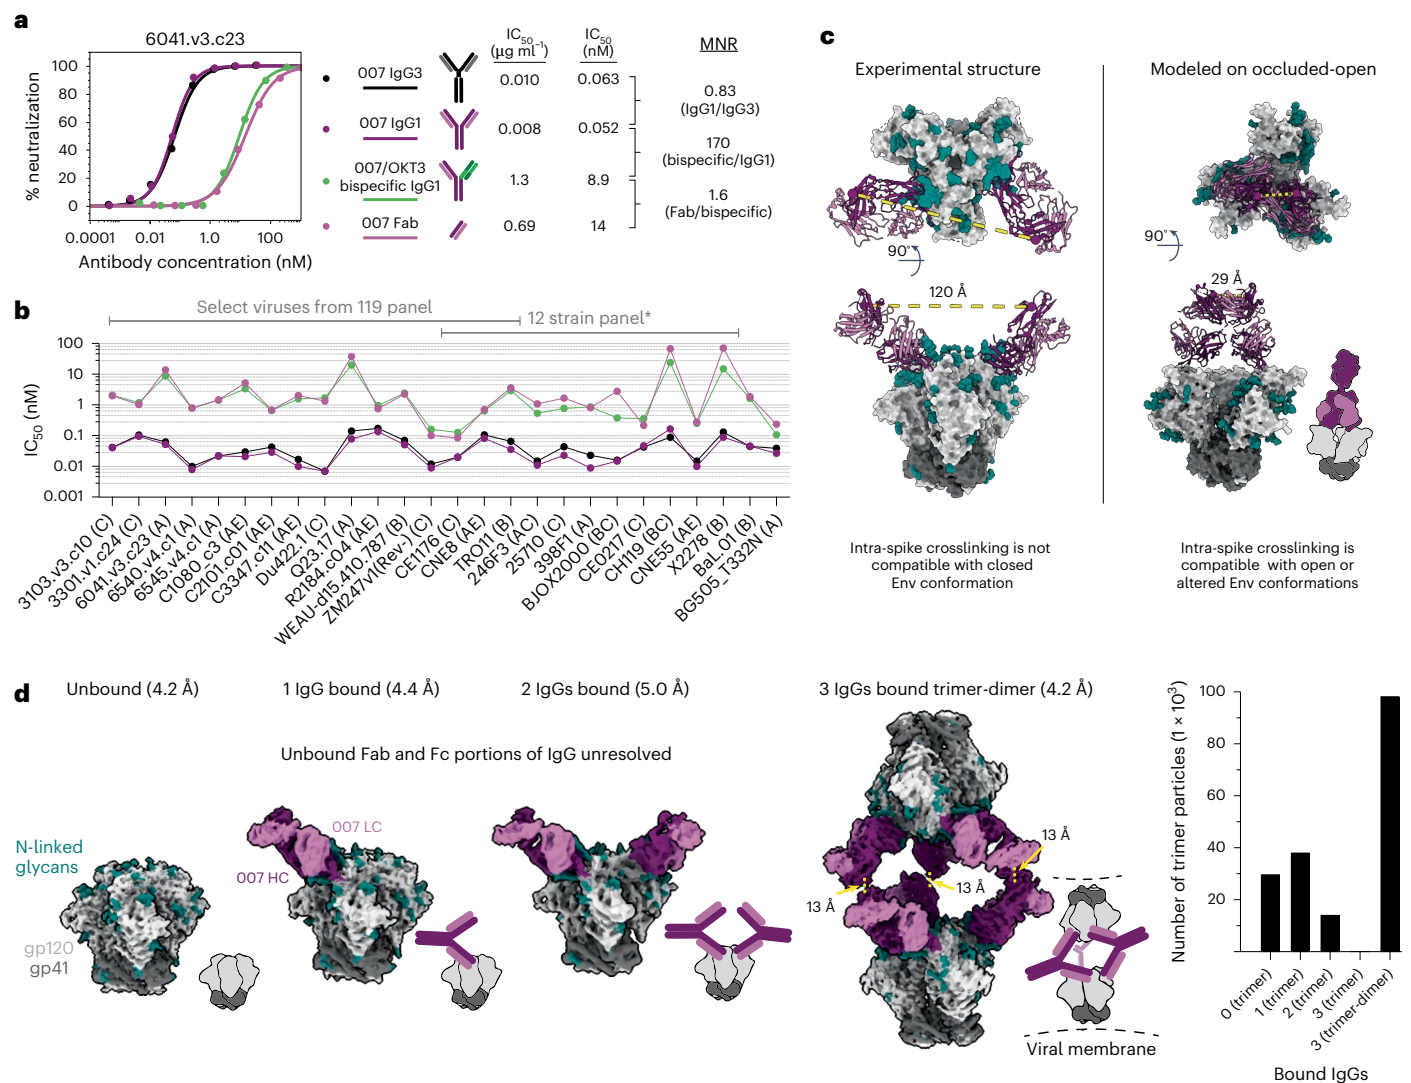 a
6041.v3.c23
% neutralization
100
80
60
40
20
0
0.0001
0.01
1.0
100
Antibody concentration (nM)
IC50
(μg ml−1)
IC50
(nM)
MNR
007 IgG3
0.010
0.063
007 IgG1
0.008
0.052
007/OKT3
bispecific IgG1
1.3
8.9
007 Fab
0.69
14
0.83
(IgG1/IgG3)
170
(bispecific/IgG1)
1.6
(Fab/bispecific)
b
Select viruses from 119 panel
12 strain panel*
IC50 (nM)
100
10
1
0.1
0.01
0.001
3103.v3.c10 (C)
3301.v1.c24 (C)
6041.v3.c23 (A)
6540.v4.c1 (A)
6545.v4.c1 (A)
C1080_c3 (AE)
C2101.c01 (AE)
C3347.c11 (AE)
Du422.1 (C)
Q23.17 (A)
R2184.c04 (AE)
WEAU-d15.410.787 (B)
ZM247v1(Rev-) (C)
CE1176 (C)
CNE8 (AE)
TRO11 (B)
246F3 (AC)
25710 (C)
398F1 (A)
BJOX2000 (BC)
CE0217 (C)
CH119 (BC)
CNE55 (AE)
X2278 (B)
BaL.01 (B)
BG505_T332N (A)
c
Experimental structure
Modeled on occluded-open
90°
90°
120 Å
29 Å
Intra-spike crosslinking is not
compatible with closed
Env conformation
Intra-spike crosslinking is
compatible with open or
altered Env conformations
d
Unbound (4.2 Å)
1 IgG bound (4.4 Å)
2 IgGs bound (5.0 Å)
3 IgGs bound trimer-dimer (4.2 Å)
Unbound Fab and Fc portions of IgG unresolved
N-linked
glycans
007 LC
007 HC
gp120
gp41
13 Å
13 Å
13 Å
Viral membrane
Number of trimer particles (1 × 103)
100
80
60
40
20
0 (trimer)
1 (trimer)
2 (trimer)
3 (trimer)
3 (trimer-dimer)
Bound IgGs